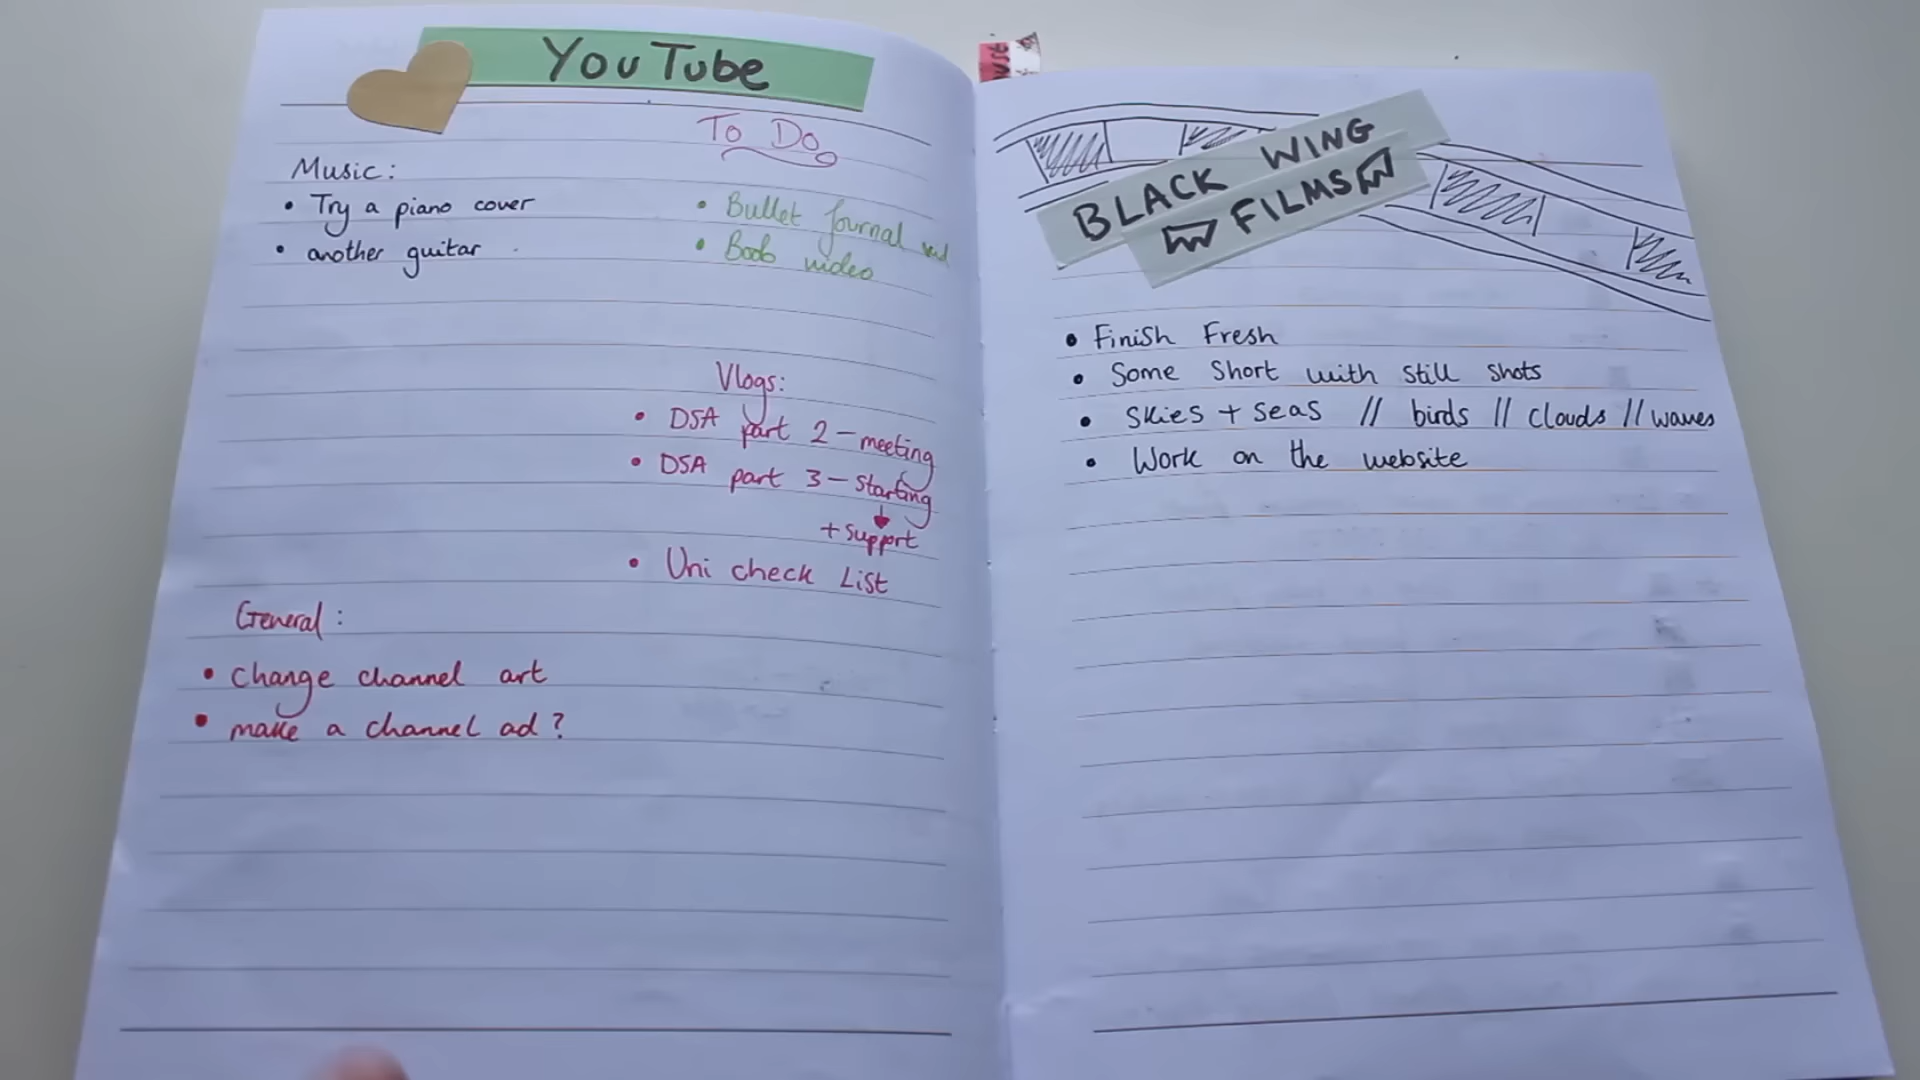 YouTube
To Do
Music:
• Try a piano cover
• another guitar
• Bullet Journal vid
• Boob video
Vlogs:
• DSA part 2 - meeting
• DSA part 3 - starting
+ support
• Uni check List
General:
• change channel art
• make a channel ad?
BLACK WING
FILMS
• Finish Fresh
• Some Short with still shots
• Skies + seas // birds // clouds // waves
• Work on the website